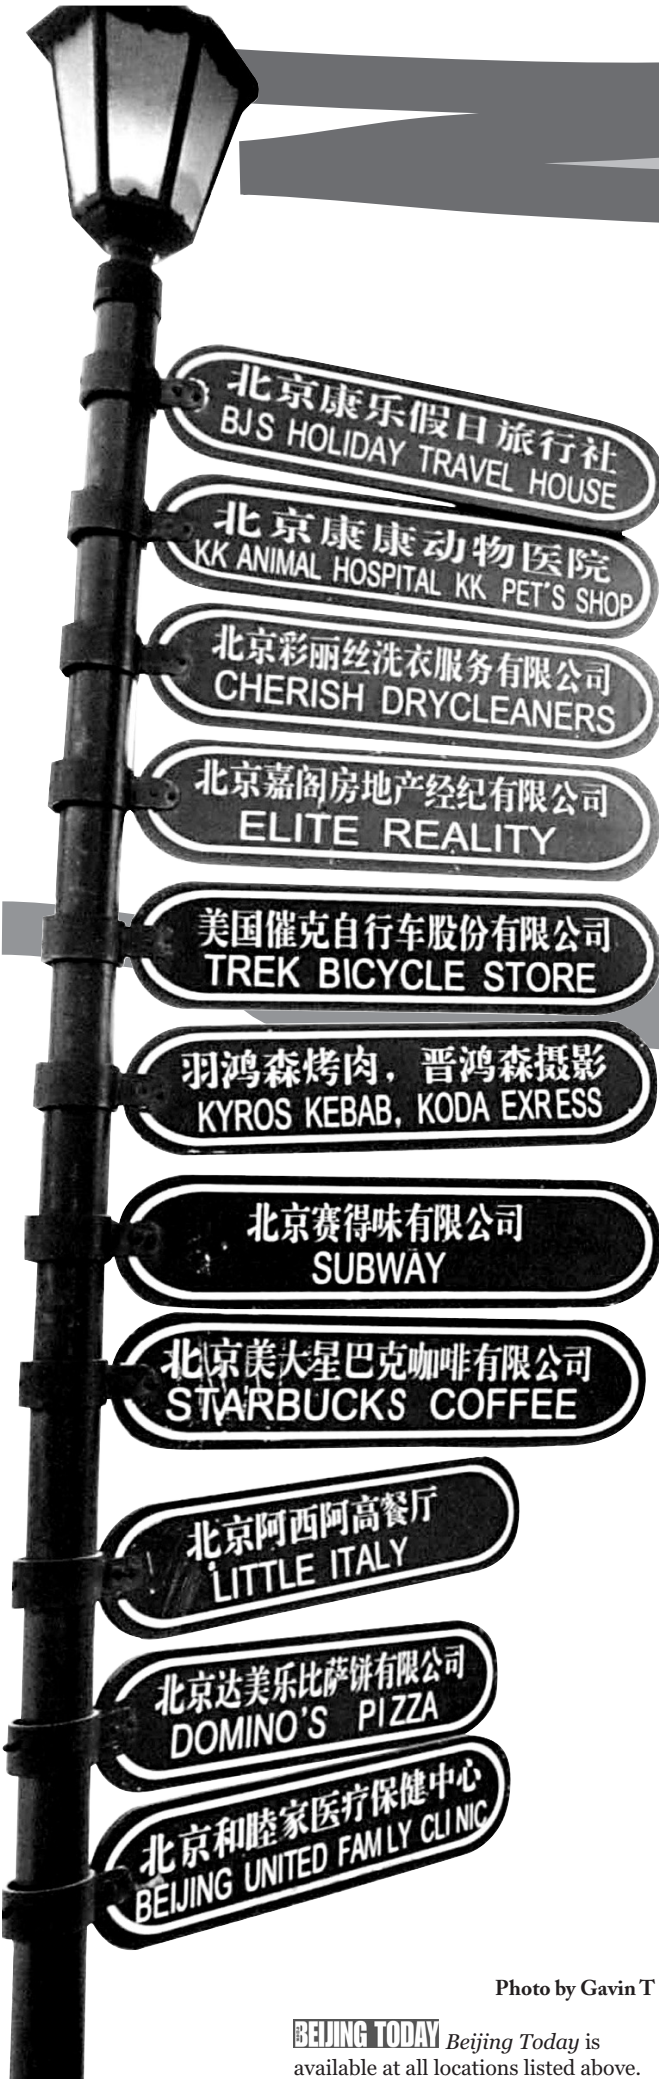 北京康乐假日旅行社
BJS HOLIDAY TRAVEL HOUSE
北京康康动物医院
KK ANIMAL HOSPITAL KK PET'S SHOP
北京彩丽丝洗衣服务有限公司
CHERISH DRYCLEANERS
北京嘉阁房地产经纪有限公司
ELITE REALITY
美国催克自行车股份有限公司
TREK BICYCLE STORE
羽鸿森烤肉，晋鸿森摄影
KYROS KEBAB, KODA EXRESS
北京赛得味有限公司
SUBWAY
北京美大星巴克咖啡有限公司
STARBUCKS COFFEE
北京阿西阿高餐厅
LITTLE ITALY
北京达美乐比萨饼有限公司
DOMINO'S PIZZA
北京和睦家医疗保健中心
BEIJING UNITED FAM LY CLINIC
Photo by Gavin T
BEIJING TODAY Beijing Today is
available at all locations listed above.